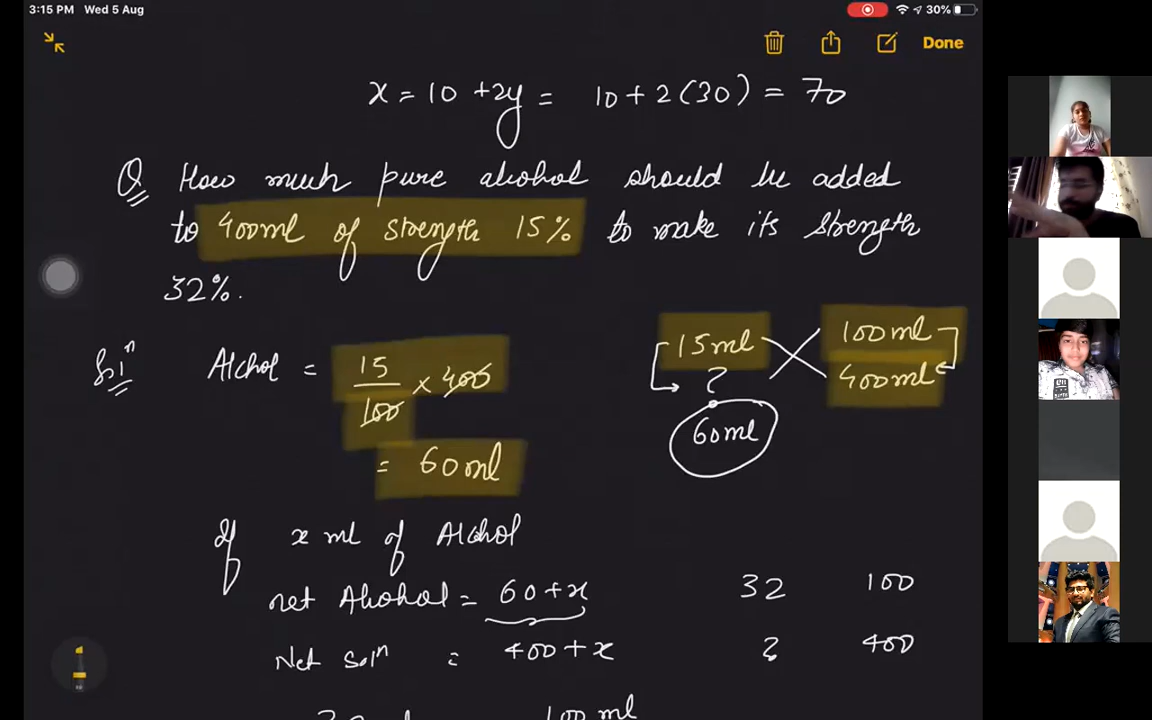 3:15 PM Wed 5 Aug
30%
Done
x = 10 + 2y = 10 + 2(30) = 70
Q How much pure alcohol should be added
to 400ml of strength 15% to make its strength
32%.
Sol^n Alchol = 15/100 × 400
= 60ml
15ml 100ml
? 400ml
60ml
If x ml of Alchol
net Alcohol = 60+x 32 100
Net Sol^n = 400 + x ? 400
100ml